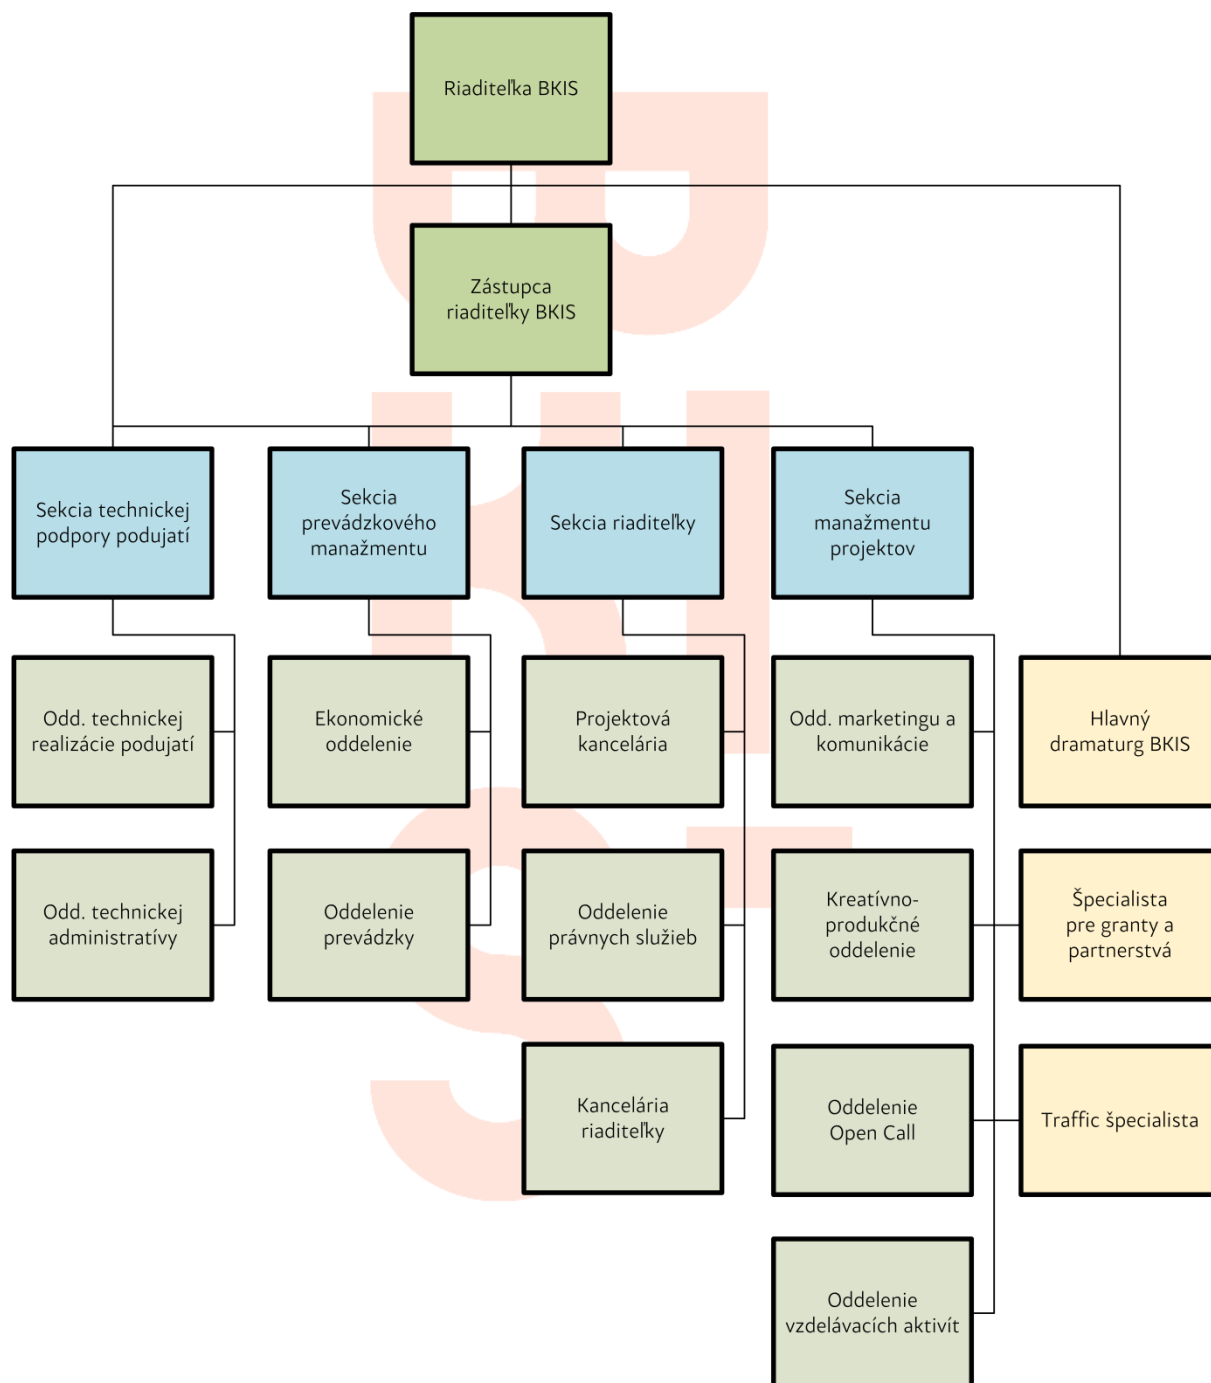 Riaditeľka BKIS
Zástupca
riaditeľky BKIS
Sekcia technickej
podpory podujatí
Sekcia
prevádzkového
manažmentu
Sekcia riaditeľky
Sekcia
manažmentu
projektov
Odd. technickej
realizácie podujatí
Ekonomické
oddelenie
Projektová
kancelária
Odd. marketingu a
komunikácie
Hlavný
dramaturg BKIS
Odd. technickej
administratívy
Oddelenie
prevádzky
Oddelenie
právnych služieb
Kreatívno-
produkčné
oddelenie
Špecialista
pre granty a
partnerstvá
Kancelária
riaditeľky
Oddelenie
Open Call
Traffic špecialista
Oddelenie
vzdelávacích aktivít